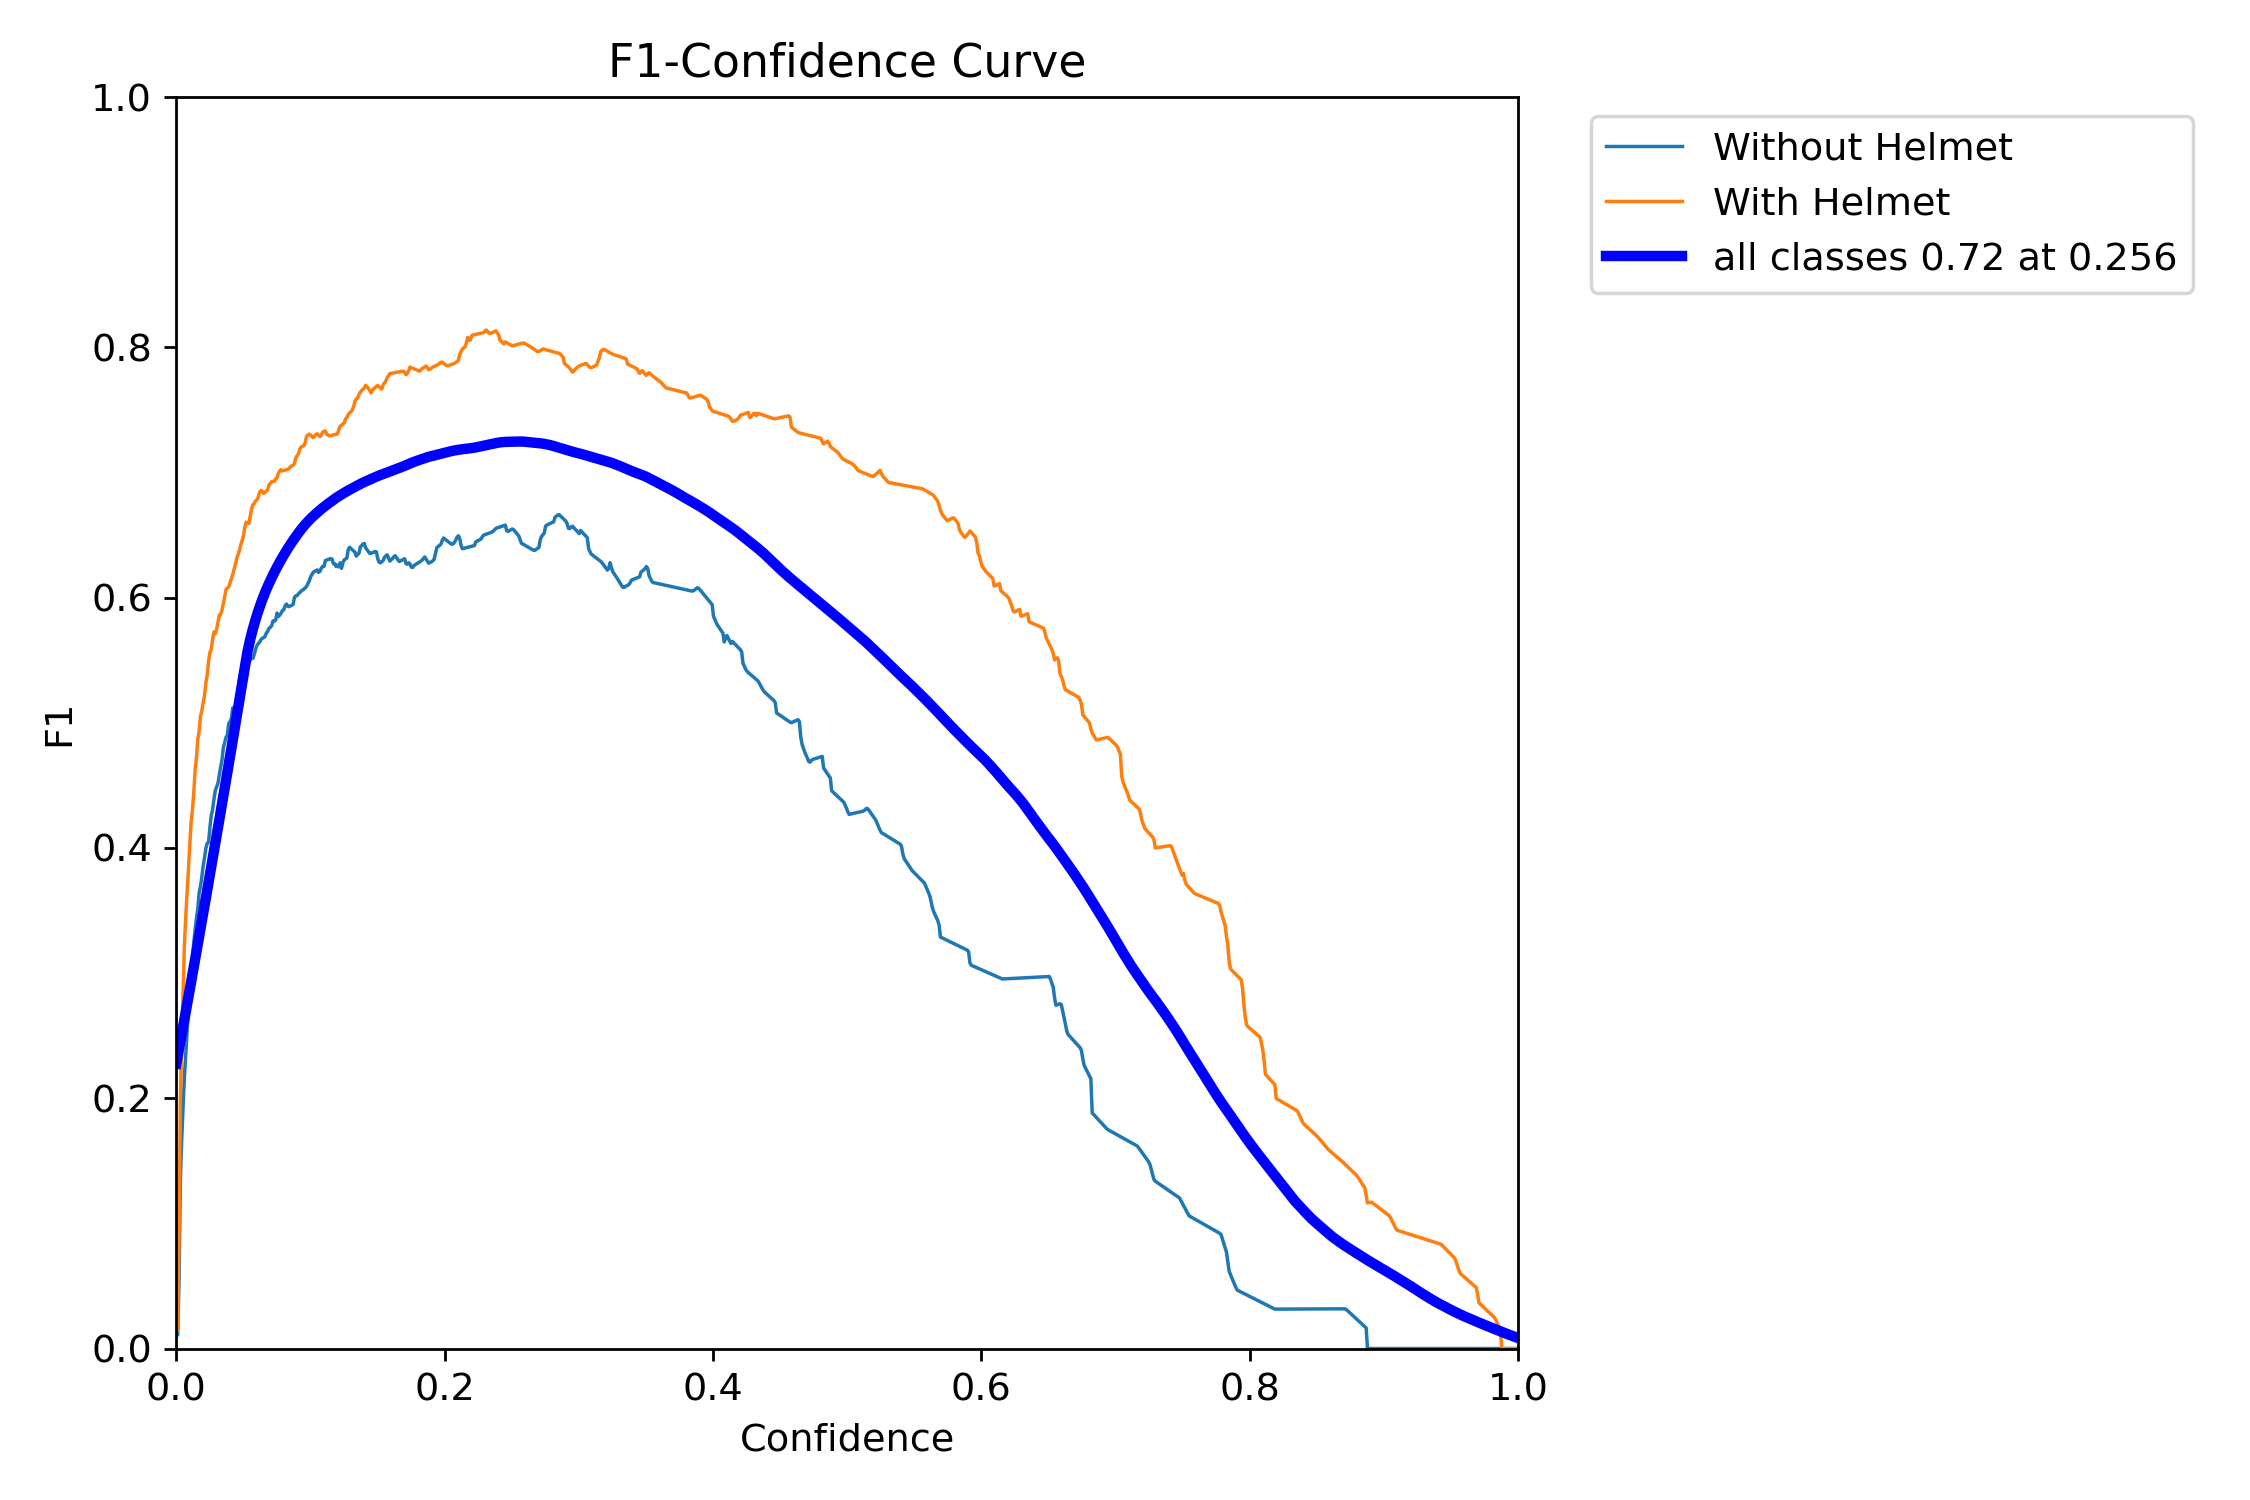 F1-Confidence Curve
1.0
0.8
0.6
0.4
0.2
0.0
F1
0.0 0.2 0.4 0.6 0.8 1.0
Confidence
Without Helmet
With Helmet
all classes 0.72 at 0.256